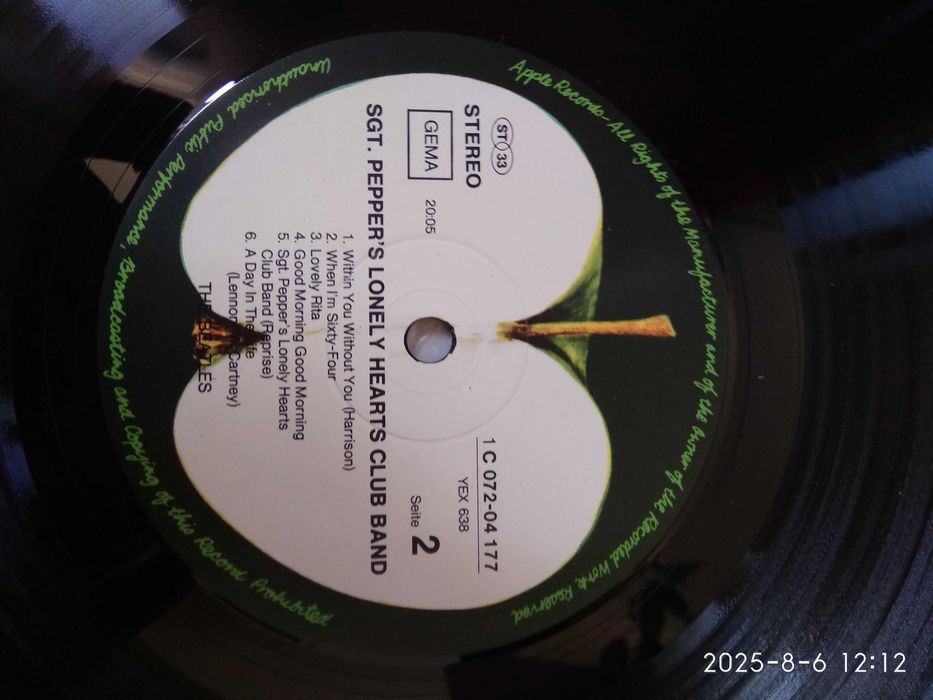 Apple Records - All Rights of the Manufacturer and of the Owner of the Recorded Work Reserved
Unauthorised Public Performance, Broadcasting and Copying of this Record Prohibited
ST 33
STEREO
GEMA
20:05
1 C 072-04 177
YEX 638
Seite 2
SGT. PEPPER'S LONELY HEARTS CLUB BAND
1. Within You Without You (Harrison)
2. When I'm Sixty-Four
3. Lovely Rita
4. Good Morning Good Morning
5. Sgt. Pepper's Lonely Hearts
Club Band (Reprise)
6. A Day In The Life
(Lennon/McCartney)
THE BEATLES
2025-8-6 12:12